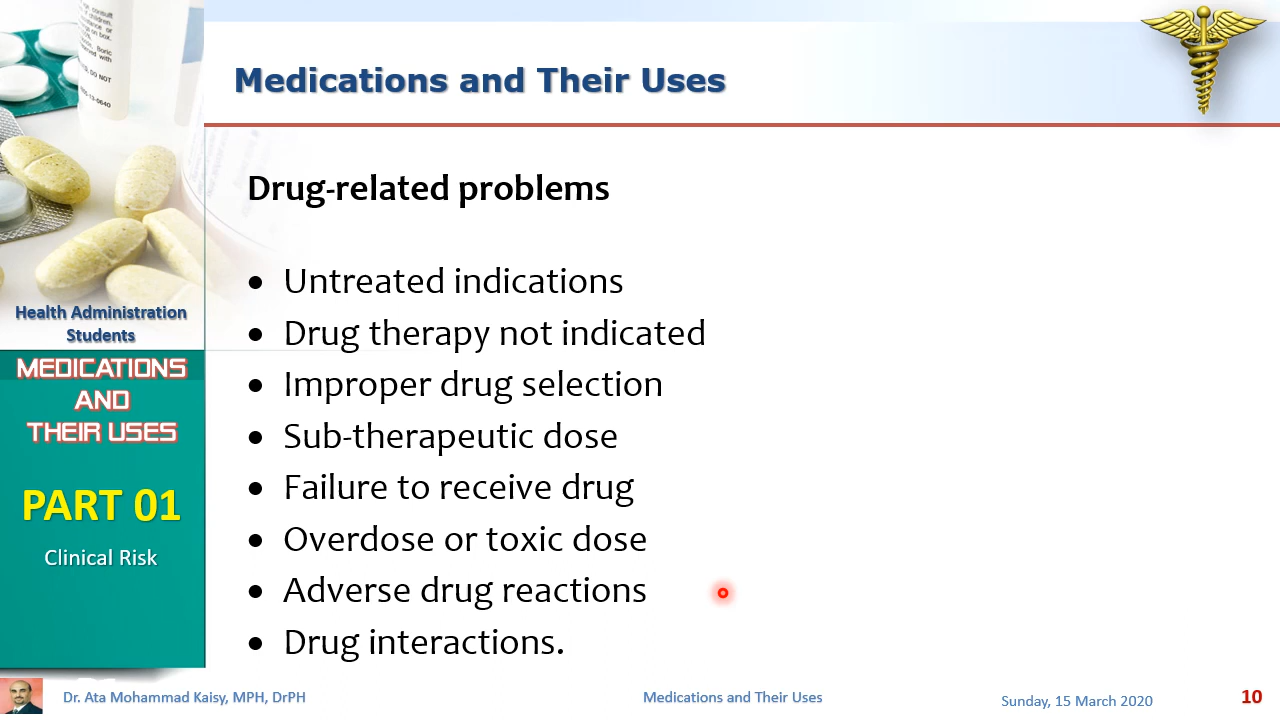 Medications and Their Uses
Drug-related problems
• Untreated indications
• Drug therapy not indicated
• Improper drug selection
• Sub-therapeutic dose
• Failure to receive drug
• Overdose or toxic dose
• Adverse drug reactions
• Drug interactions.
Health Administration
Students
MEDICATIONS
AND
THEIR USES
PART 01
Clinical Risk
Dr. Ata Mohammad Kaisy, MPH, DrPH
Medications and Their Uses
Sunday, 15 March 2020
10